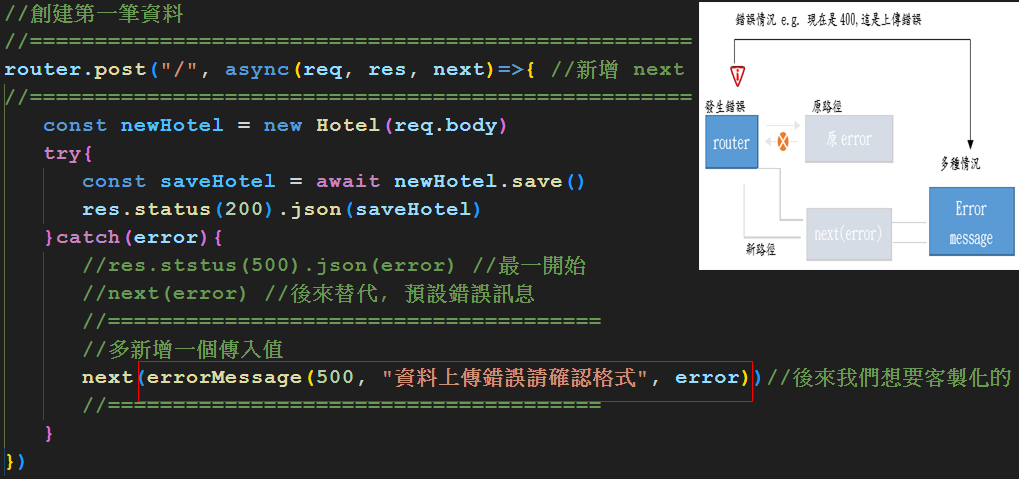 //創建第一筆資料
//===================================================
router.post("/", async(req, res, next)=>{ //新增 next
//===================================================
const newHotel = new Hotel(req.body)
try{
const saveHotel = await newHotel.save()
res.status(200).json(saveHotel)
}catch(error){
//res.ststus(500).json(error) //最一開始
//next(error) //後來替代, 預設錯誤訊息
//======================================
//多新增一個傳入值
next(errorMessage(500, "資料上傳錯誤請確認格式", error))//後來我們想要客製化的
//======================================
}
})
錯誤情況 e.g. 現在是400,這是上傳錯誤
發生錯誤
原路徑
router
原 error
多種情況
next(error)
Error
message
新路徑